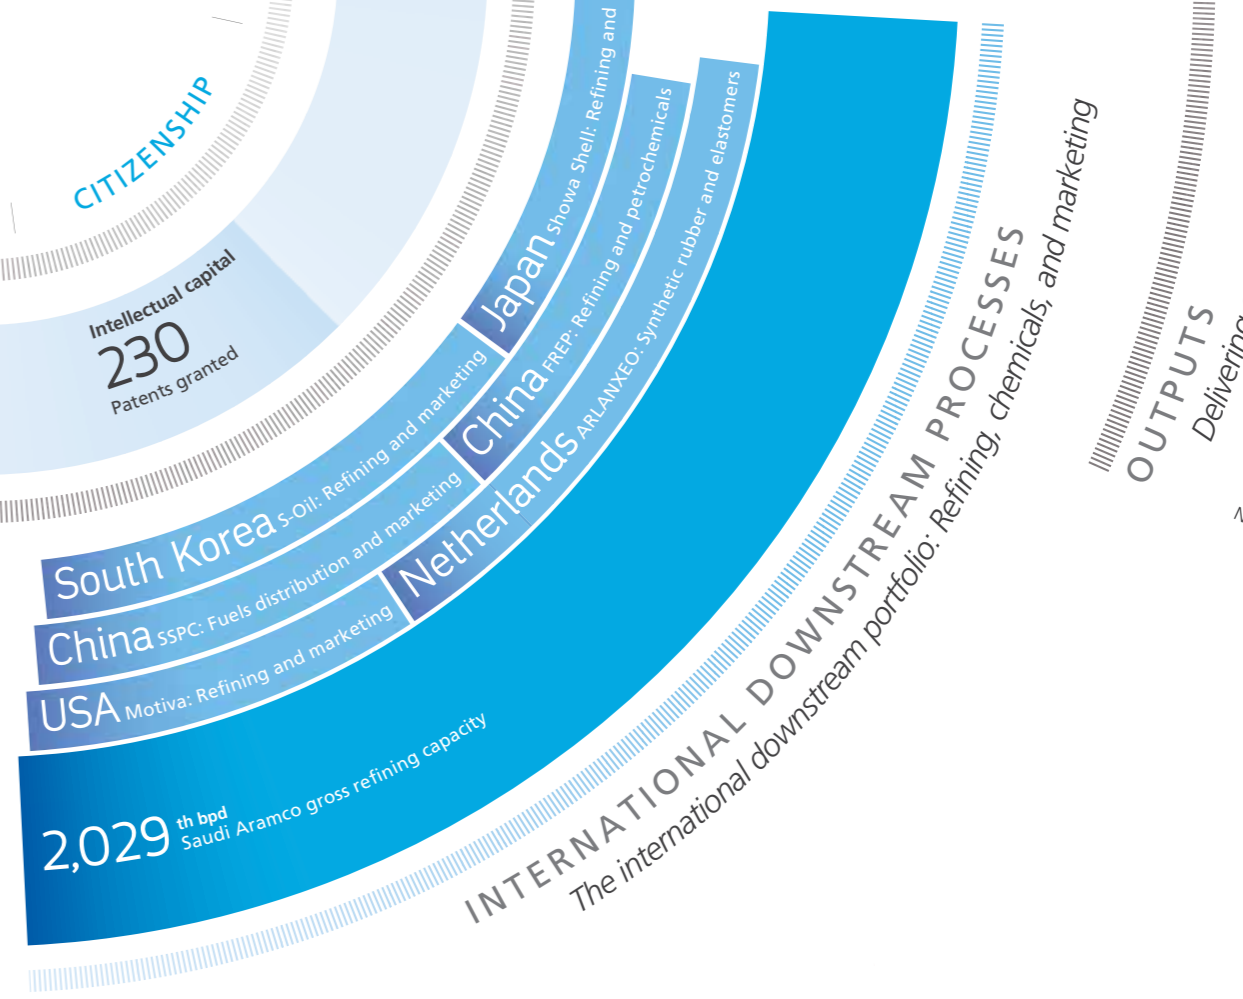 CITIZENSHIP
Intellectual capital
230
Patents granted
Japan Showa Shell: Refining and
South Korea S-Oil: Refining and marketing
China FREP: Refining and petrochemicals
China SSPC: Fuels distribution and marketing
Netherlands ARLANXEO: Synthetic rubber and elastomers
USA Motiva: Refining and marketing
2,029 th bpd
Saudi Aramco gross refining capacity
INTERNATIONAL DOWNSTREAM PROCESSES
The international downstream portfolio: Refining, chemicals, and marketing
OUTPUTS
Delivering